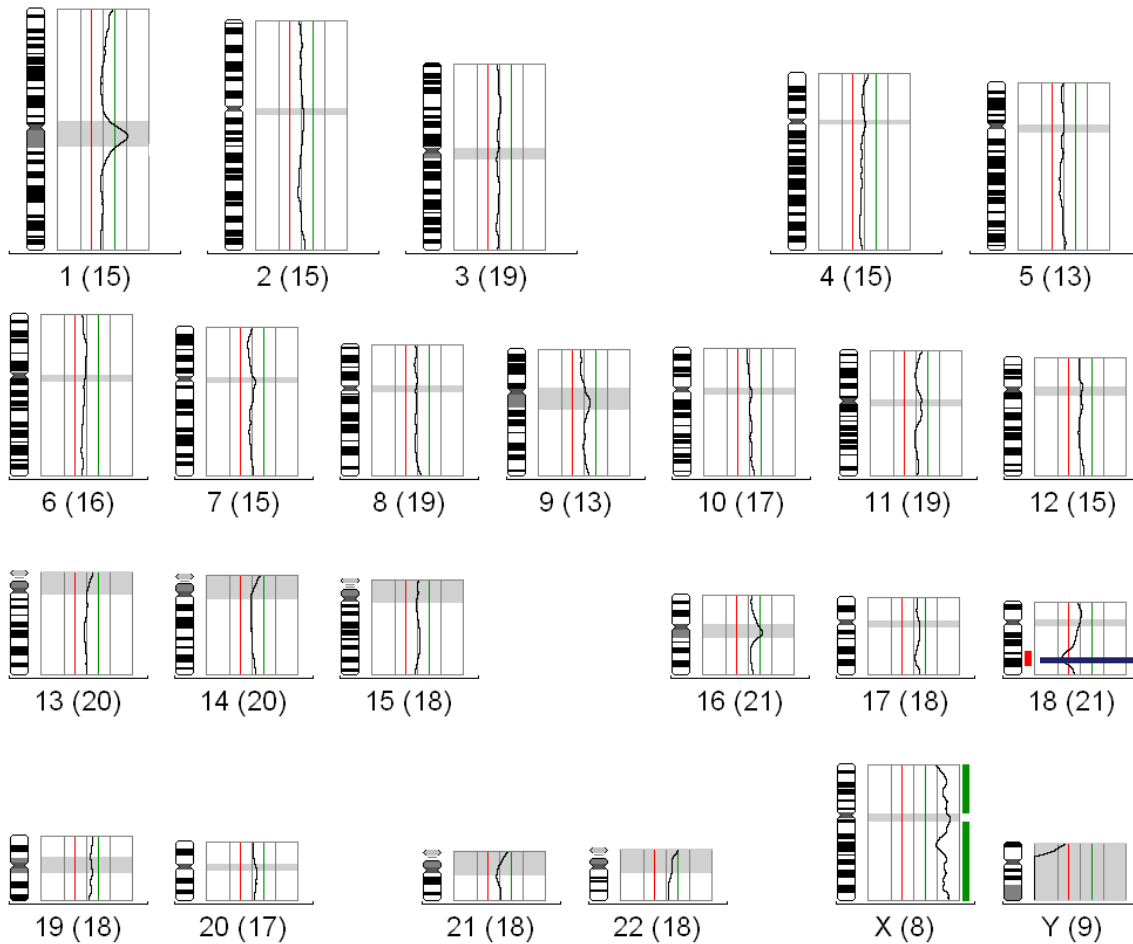 1 (15) 2 (15) 3 (19) 4 (15) 5 (13)
6 (16) 7 (15) 8 (19) 9 (13) 10 (17) 11 (19) 12 (15)
13 (20) 14 (20) 15 (18) 16 (21) 17 (18) 18 (21)
19 (18) 20 (17) 21 (18) 22 (18) X (8) Y (9)